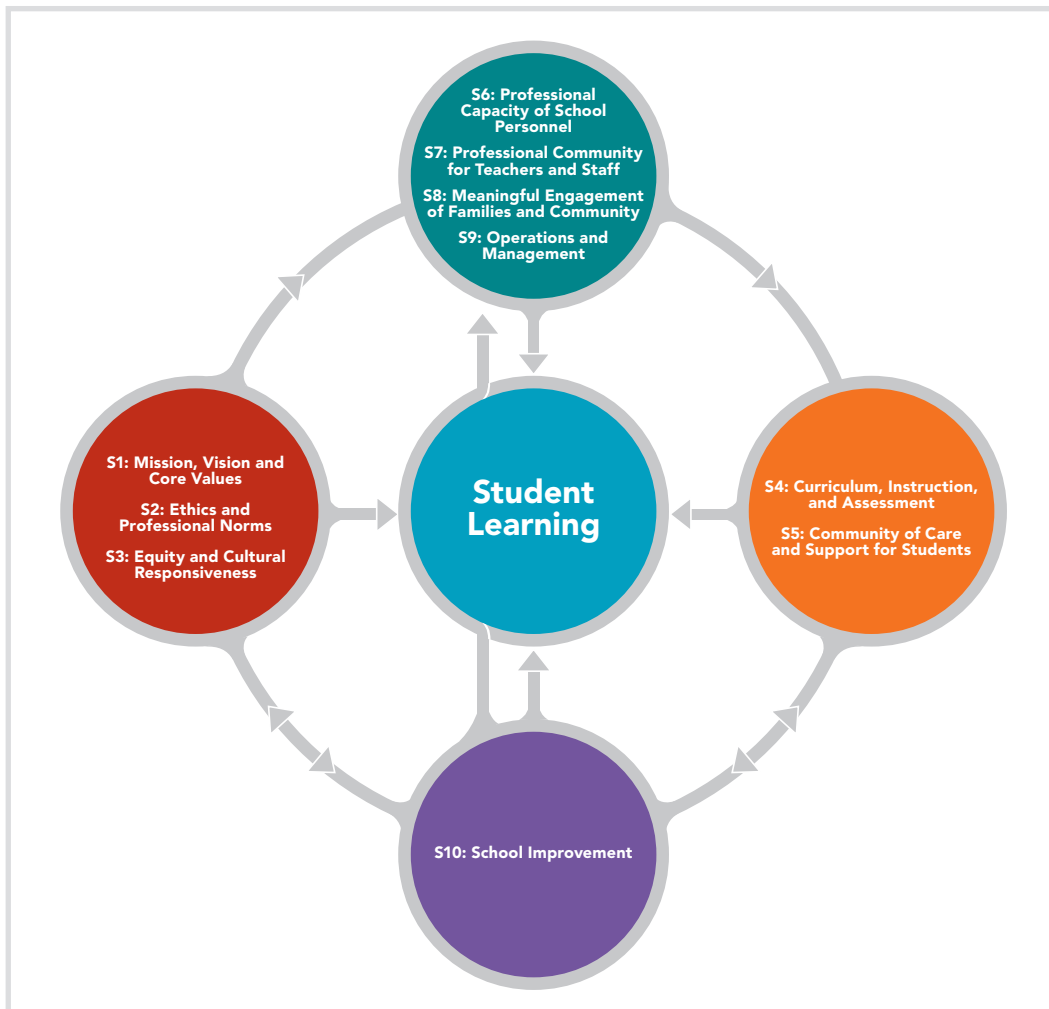 S6: Professional
Capacity of School
Personnel
S7: Professional Community
for Teachers and Staff
S8: Meaningful Engagement
of Families and Community
S9: Operations and
Management
S1: Mission, Vision and
Core Values
S2: Ethics and
Professional Norms
S3: Equity and Cultural
Responsiveness
Student
Learning
S4: Curriculum, Instruction,
and Assessment
S5: Community of Care
and Support for Students
S10: School Improvement